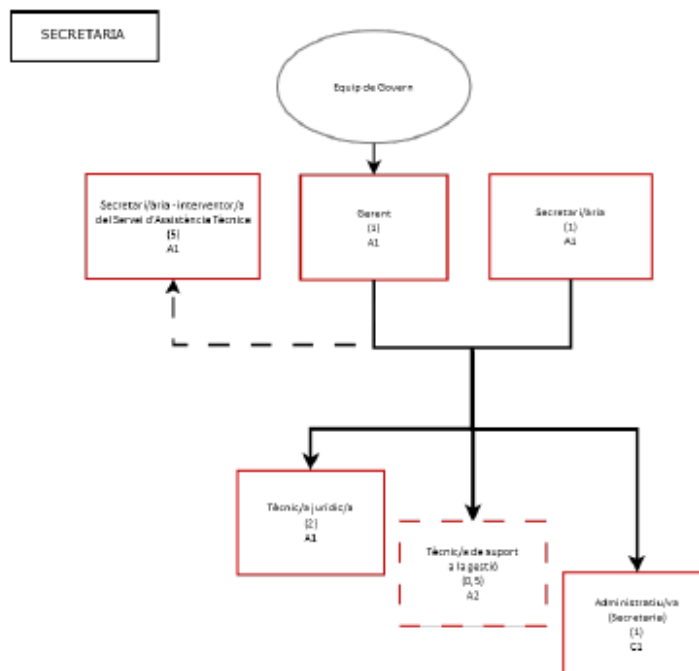 SECRETARIA
Equip de Govern
Secretari/ària - interventor/a
del Servei d'Assistència Tècnica
(5)
A1
Gerent
(1)
A1
Secretari/ària
(1)
A1
Tècnic/a jurídic/a
(2)
A1
Tècnic/a de suport
a la gestió
(0,5)
A2
Administratiu/va
(Secretaria)
(1)
C1